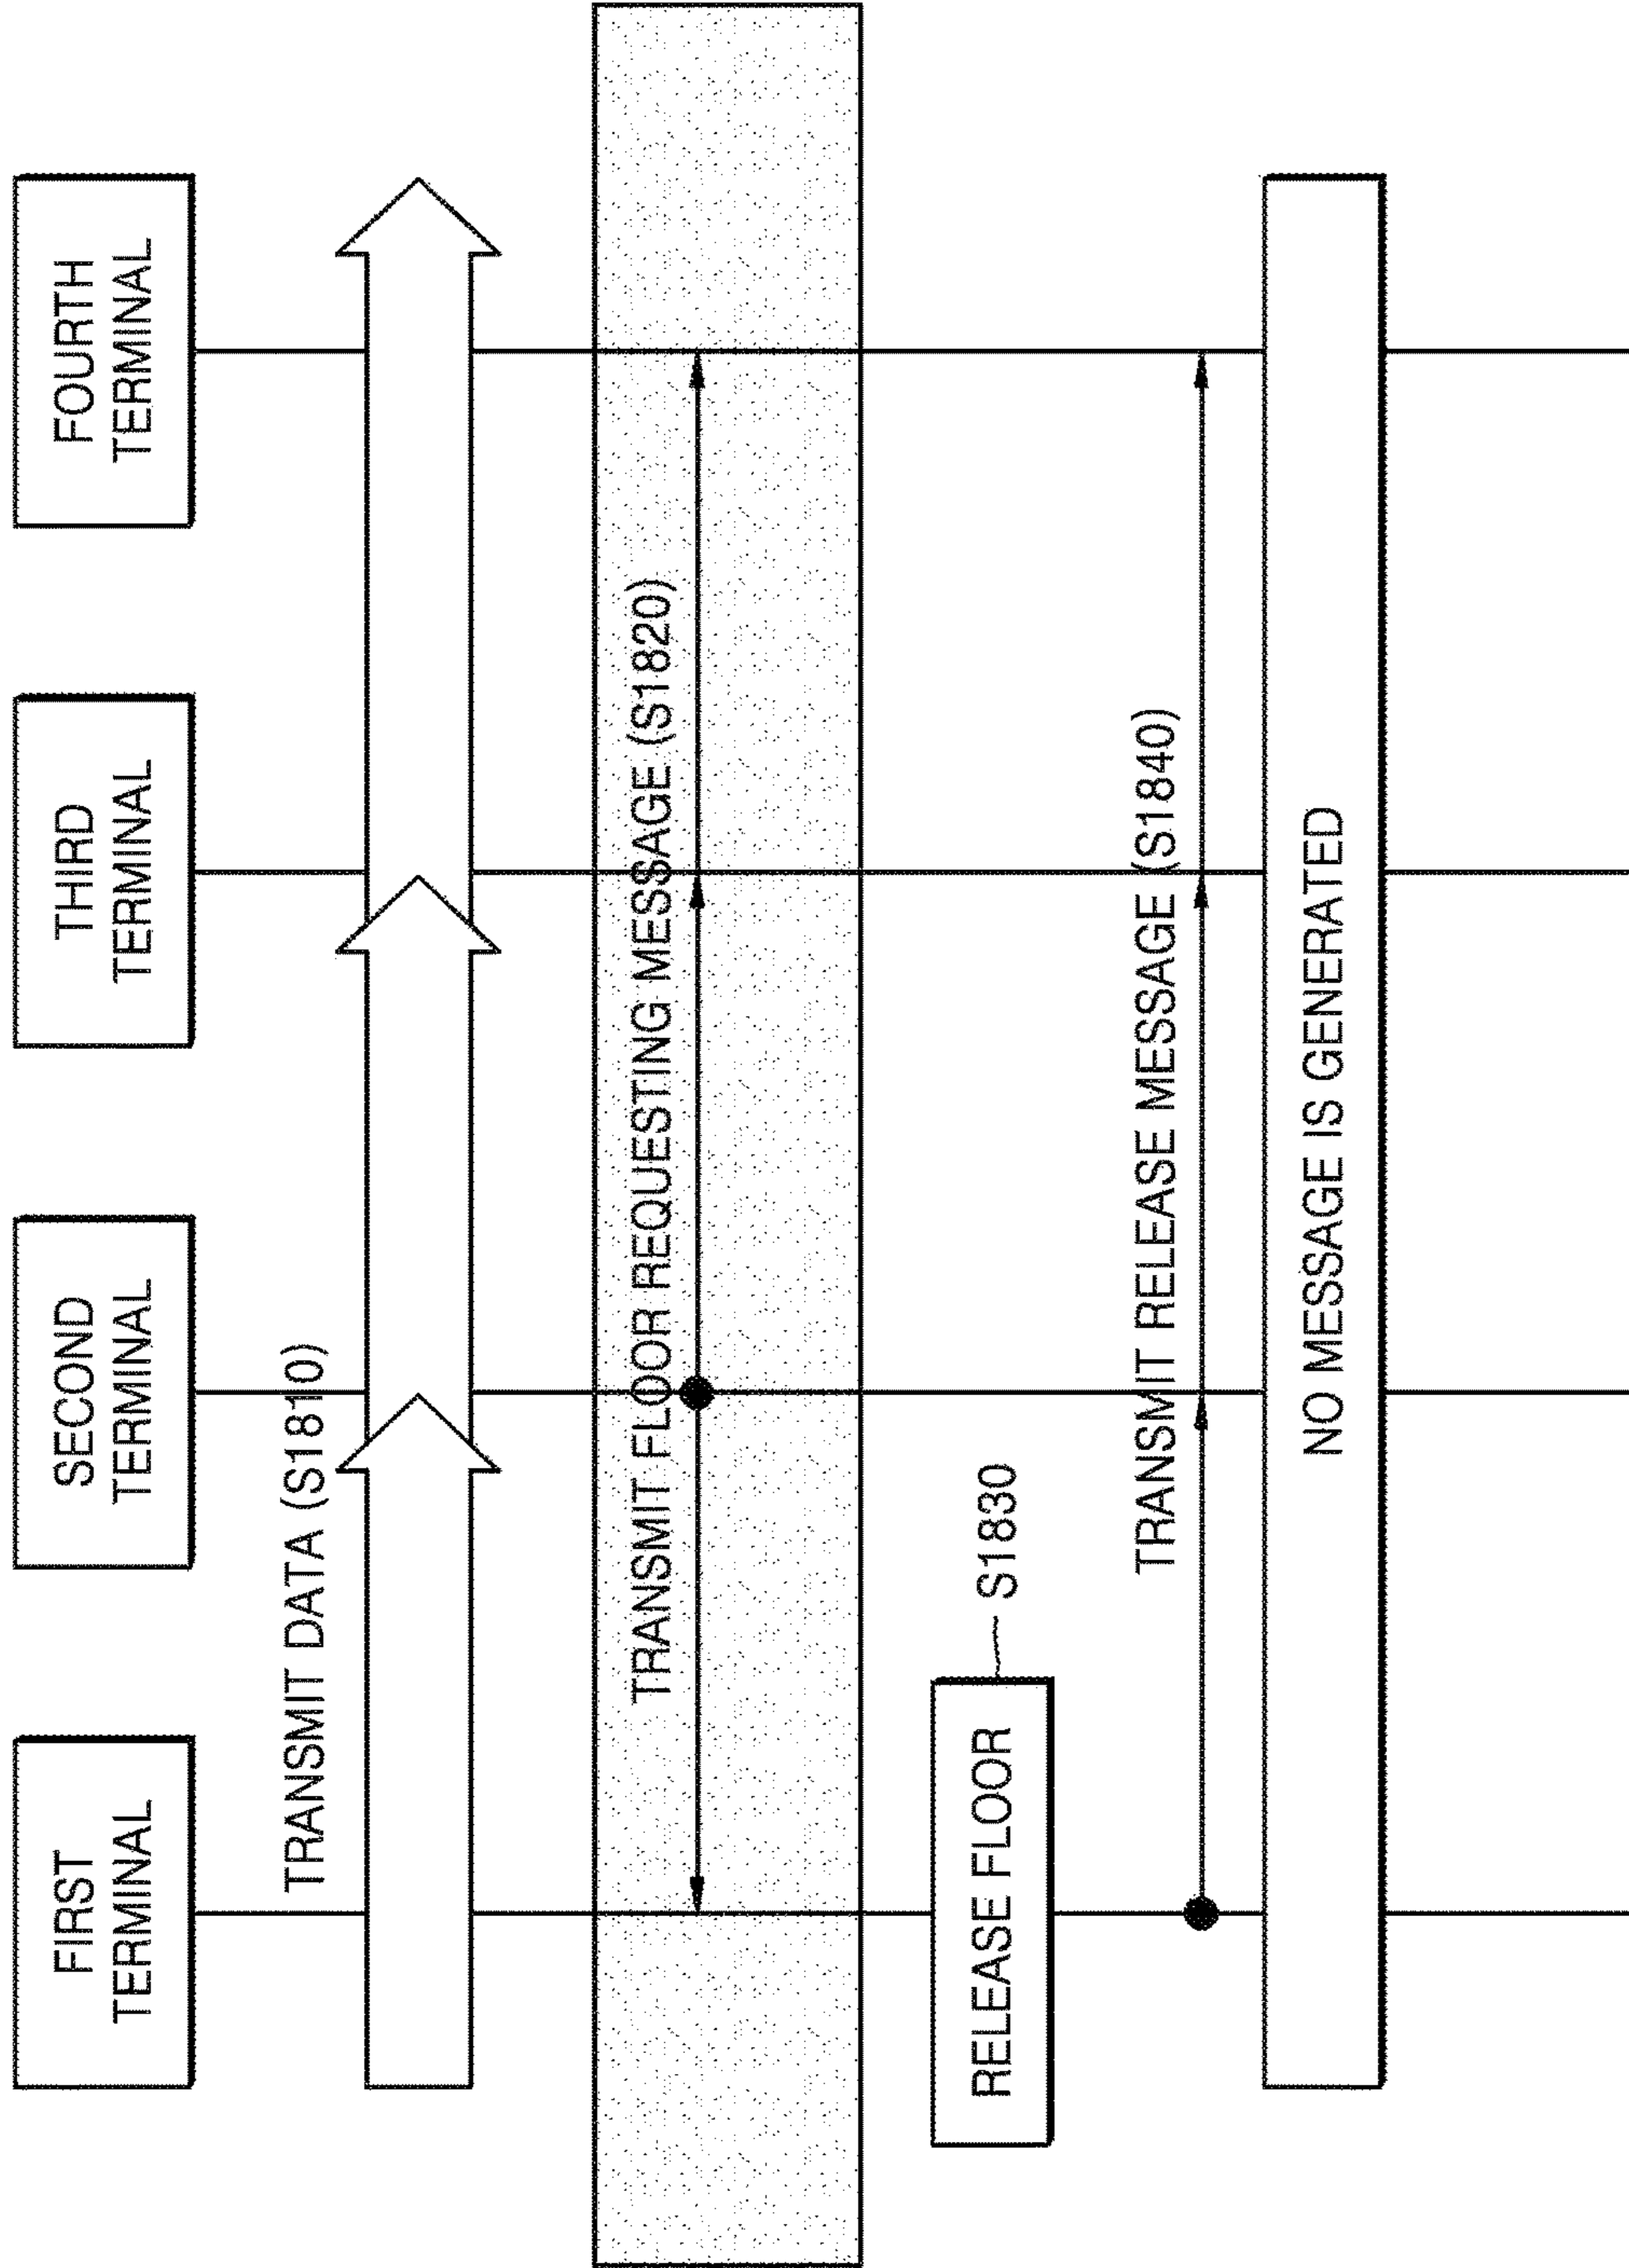 FIRST
TERMINAL
SECOND
TERMINAL
THIRD
TERMINAL
FOURTH
TERMINAL
TRANSMIT DATA (S1810)
TRANSMIT FLOOR REQUESTING MESSAGE (S1820)
RELEASE FLOOR
S1830
TRANSMIT RELEASE MESSAGE (S1840)
NO MESSAGE IS GENERATED